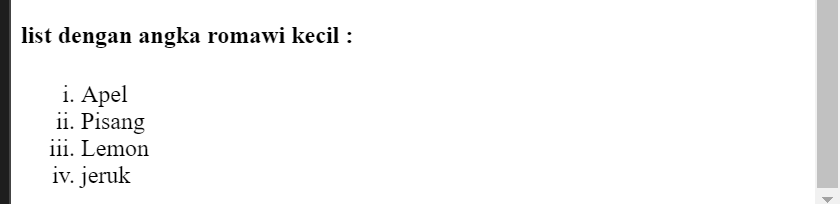 list dengan angka romawi kecil :
i. Apel
ii. Pisang
iii. Lemon
iv. jeruk